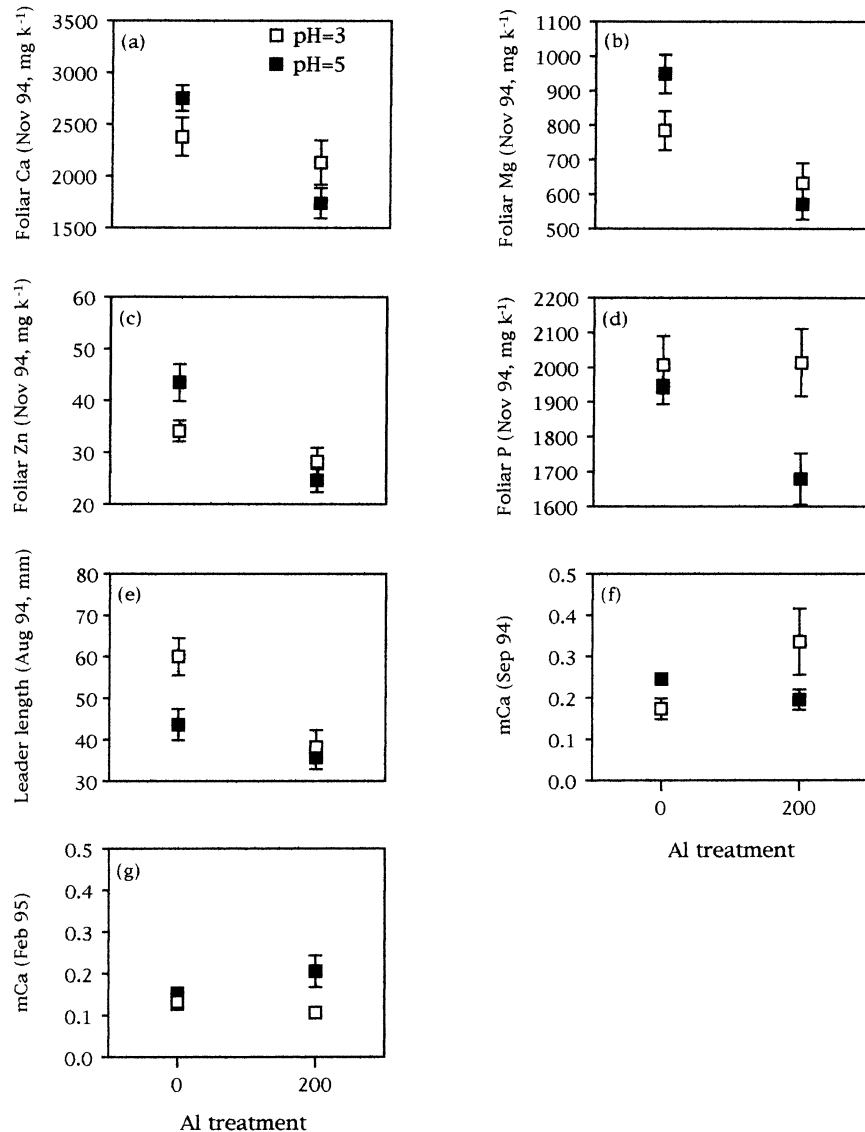 (a)
pH=3
pH=5
3500
3000
2500
2000
1500
Foliar Ca (Nov 94, mg k⁻¹)
(b)
1100
1000
900
800
700
600
500
Foliar Mg (Nov 94, mg k⁻¹)
(c)
60
50
40
30
20
Foliar Zn (Nov 94, mg k⁻¹)
(d)
2200
2100
2000
1900
1800
1700
1600
Foliar P (Nov 94, mg k⁻¹)
(e)
80
70
60
50
40
30
Leader length (Aug 94, mm)
(f)
0.5
0.4
0.3
0.2
0.1
0.0
mCa (Sep 94)
0 200
Al treatment
(g)
0.5
0.4
0.3
0.2
0.1
0.0
mCa (Feb 95)
0 200
Al treatment